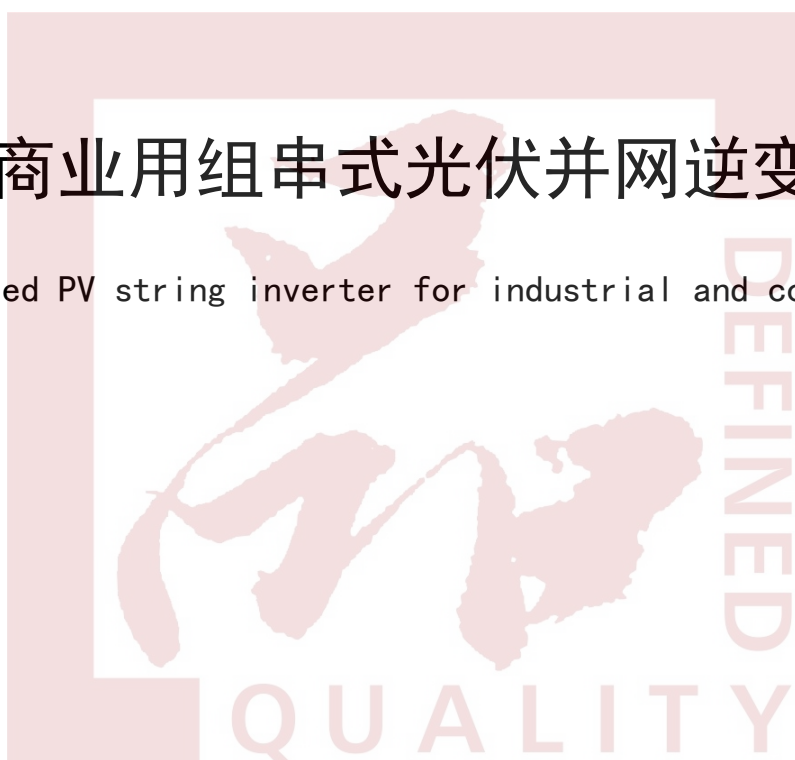 商业用组串式光伏并网逆变
ed PV string inverter for industrial and co
DEFINED
QUALITY